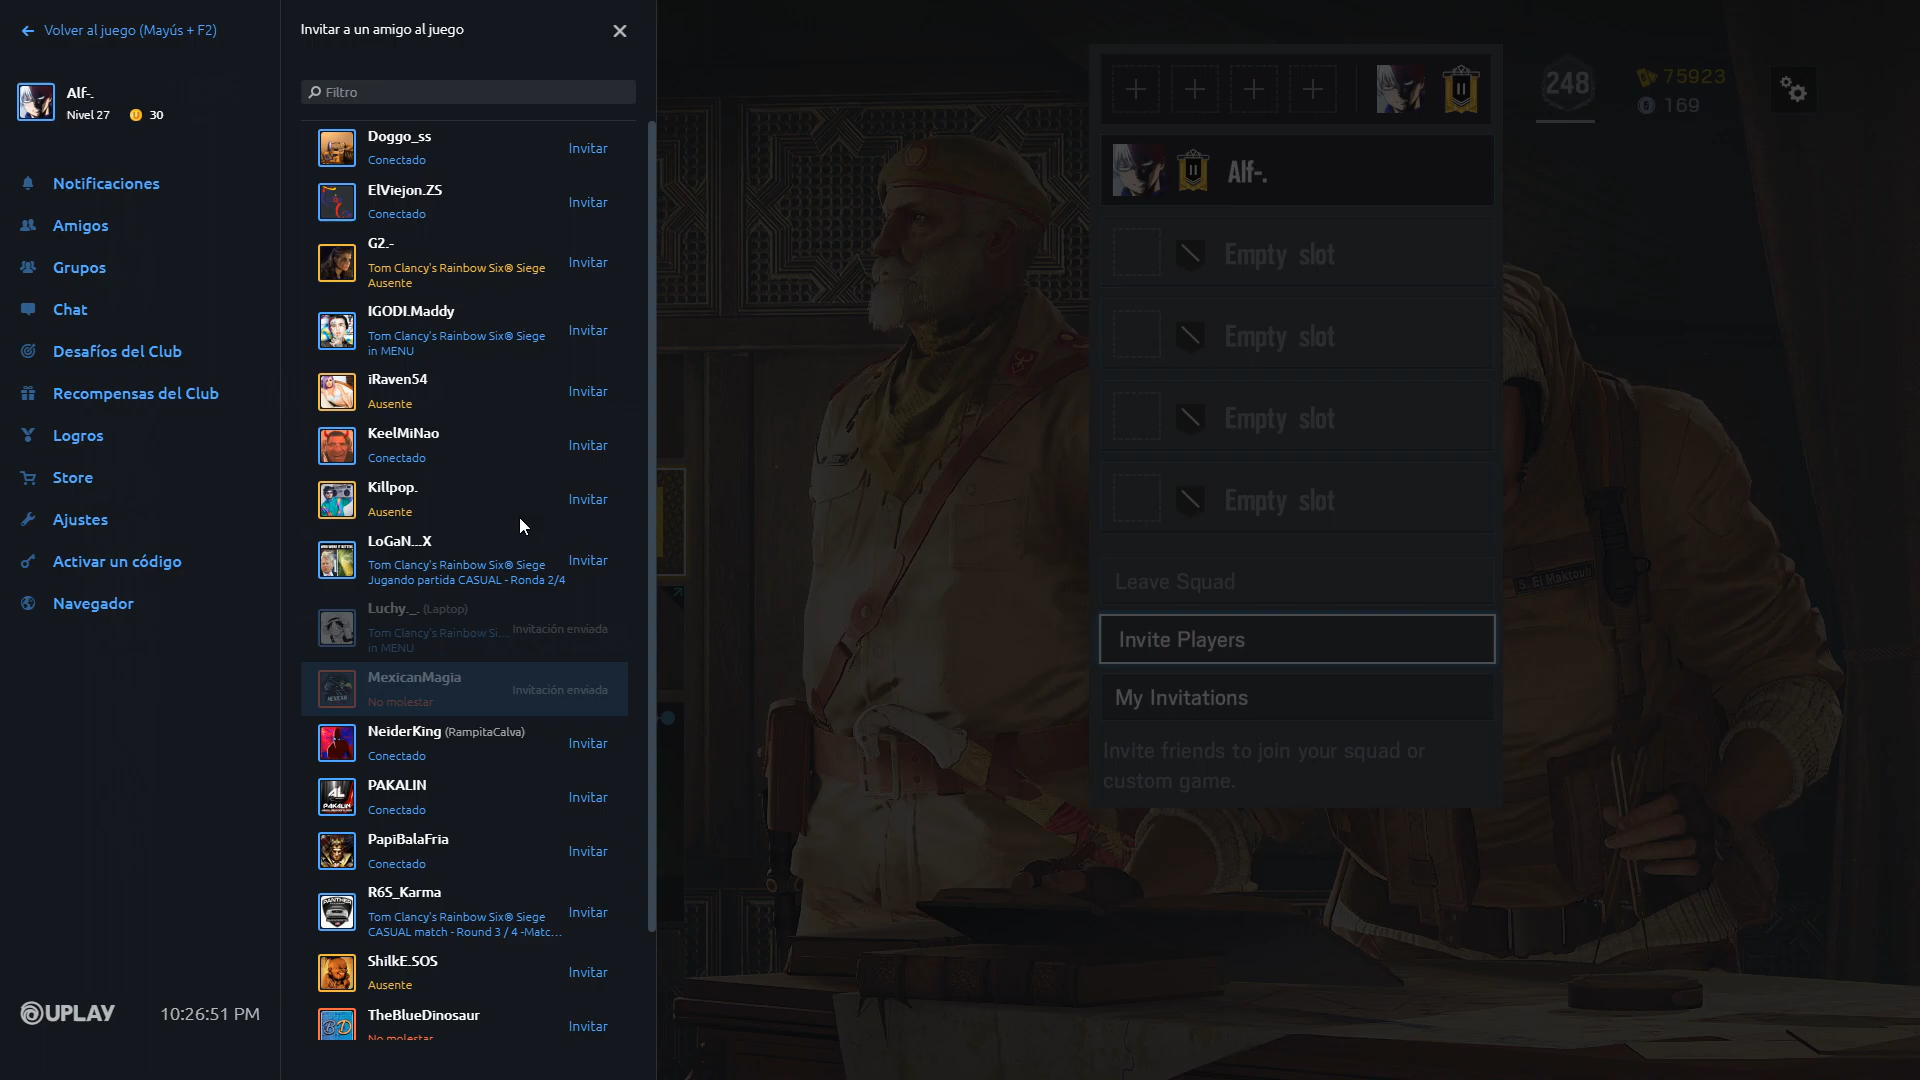 Volver al juego (Mayús + F2)
Alf-.
Nivel 27
30
Notificaciones
Amigos
Grupos
Chat
Desafíos del Club
Recompensas del Club
Logros
Store
Ajustes
Activar un código
Navegador
UPLAY
10:26:51 PM
Invitar a un amigo al juego
Filtro
Doggo_ss
Conectado
Invitar
ElViejon.ZS
Conectado
Invitar
G2.-
Tom Clancy's Rainbow Six® Siege
Ausente
Invitar
IGODI.Maddy
Tom Clancy's Rainbow Six® Siege
in MENU
Invitar
iRaven54
Ausente
Invitar
KeelMiNao
Conectado
Invitar
Killpop.
Ausente
Invitar
LoGaN...X
Tom Clancy's Rainbow Six® Siege
Jugando partida CASUAL - Ronda 2/4
Invitar
Luchy._. (Laptop)
Tom Clancy's Rainbow Si...
in MENU
Invitación enviada
MexicanMagia
No molestar
Invitación enviada
NeiderKing (RampitaCalva)
Conectado
Invitar
PAKALIN
Conectado
Invitar
PapiBalaFria
Conectado
Invitar
R6S_Karma
Tom Clancy's Rainbow Six® Siege
CASUAL match - Round 3 / 4 -Matc...
Invitar
ShilkE.SOS
Ausente
Invitar
TheBlueDinosaur
No molestar
Invitar
II
248
75923
169
II
Alf-.
Empty slot
Empty slot
Empty slot
Empty slot
Leave Squad
Invite Players
My Invitations
Invite friends to join your squad or
custom game.
S. El Maktoub